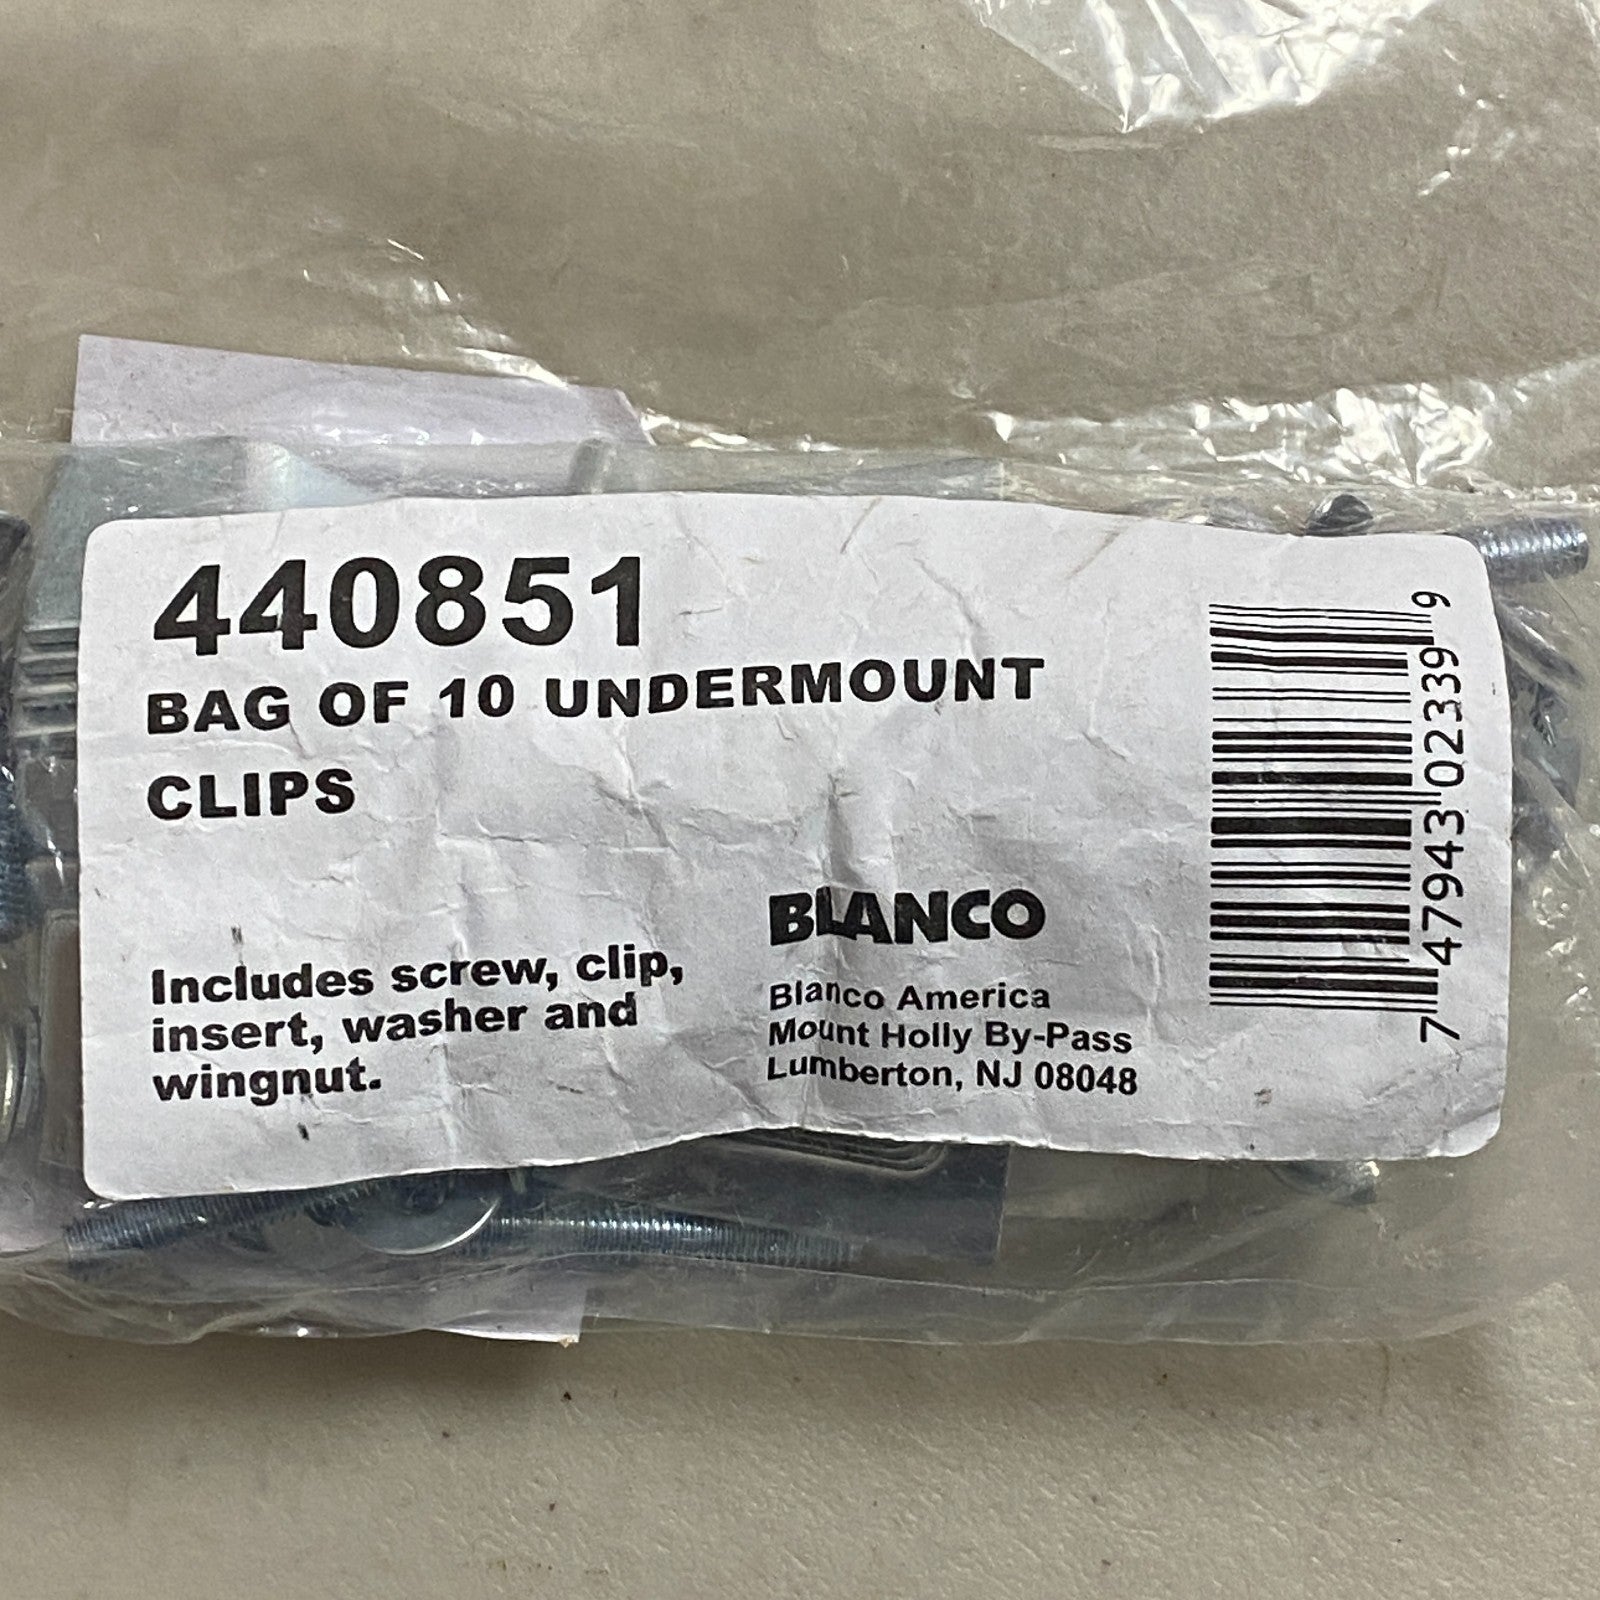 440851
BAG OF 10 UNDERMOUNT
CLIPS
Includes screw, clip,
insert, washer and
wingnut.
BLANCO
Blanco America
Mount Holly By-Pass
Lumberton, NJ 08048
7 47943 02339 9